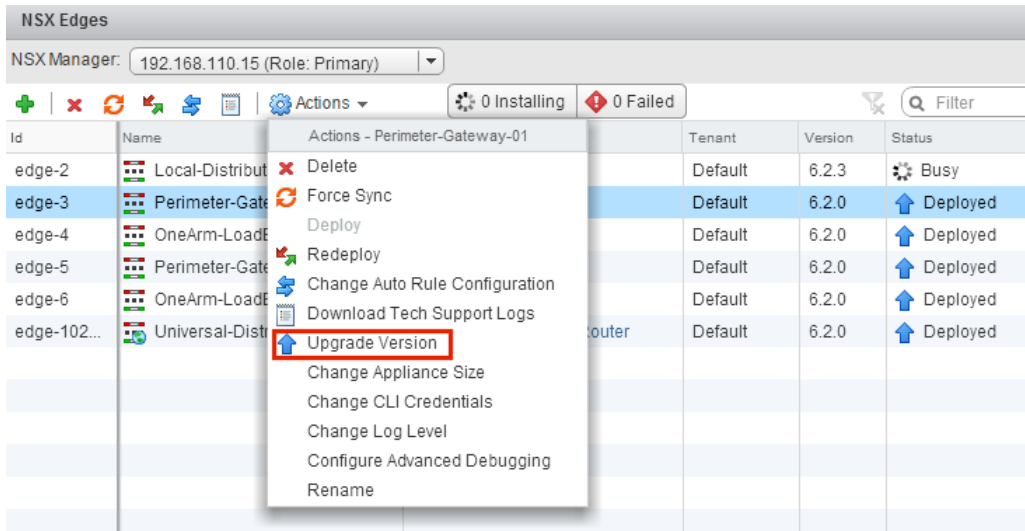 NSX Edges
NSX Manager: 192.168.110.15 (Role: Primary)
Actions 0 Installing 0 Failed Filter
Id Name Tenant Version Status
edge-2 Local-Distribut Default 6.2.3 Busy
edge-3 Perimeter-Gate Default 6.2.0 Deployed
edge-4 OneArm-LoadB Default 6.2.0 Deployed
edge-5 Perimeter-Gate Default 6.2.0 Deployed
edge-6 OneArm-LoadB Default 6.2.0 Deployed
edge-102... Universal-Distri outer Default 6.2.0 Deployed
Actions - Perimeter-Gateway-01
Delete
Force Sync
Deploy
Redeploy
Change Auto Rule Configuration
Download Tech Support Logs
Upgrade Version
Change Appliance Size
Change CLI Credentials
Change Log Level
Configure Advanced Debugging
Rename